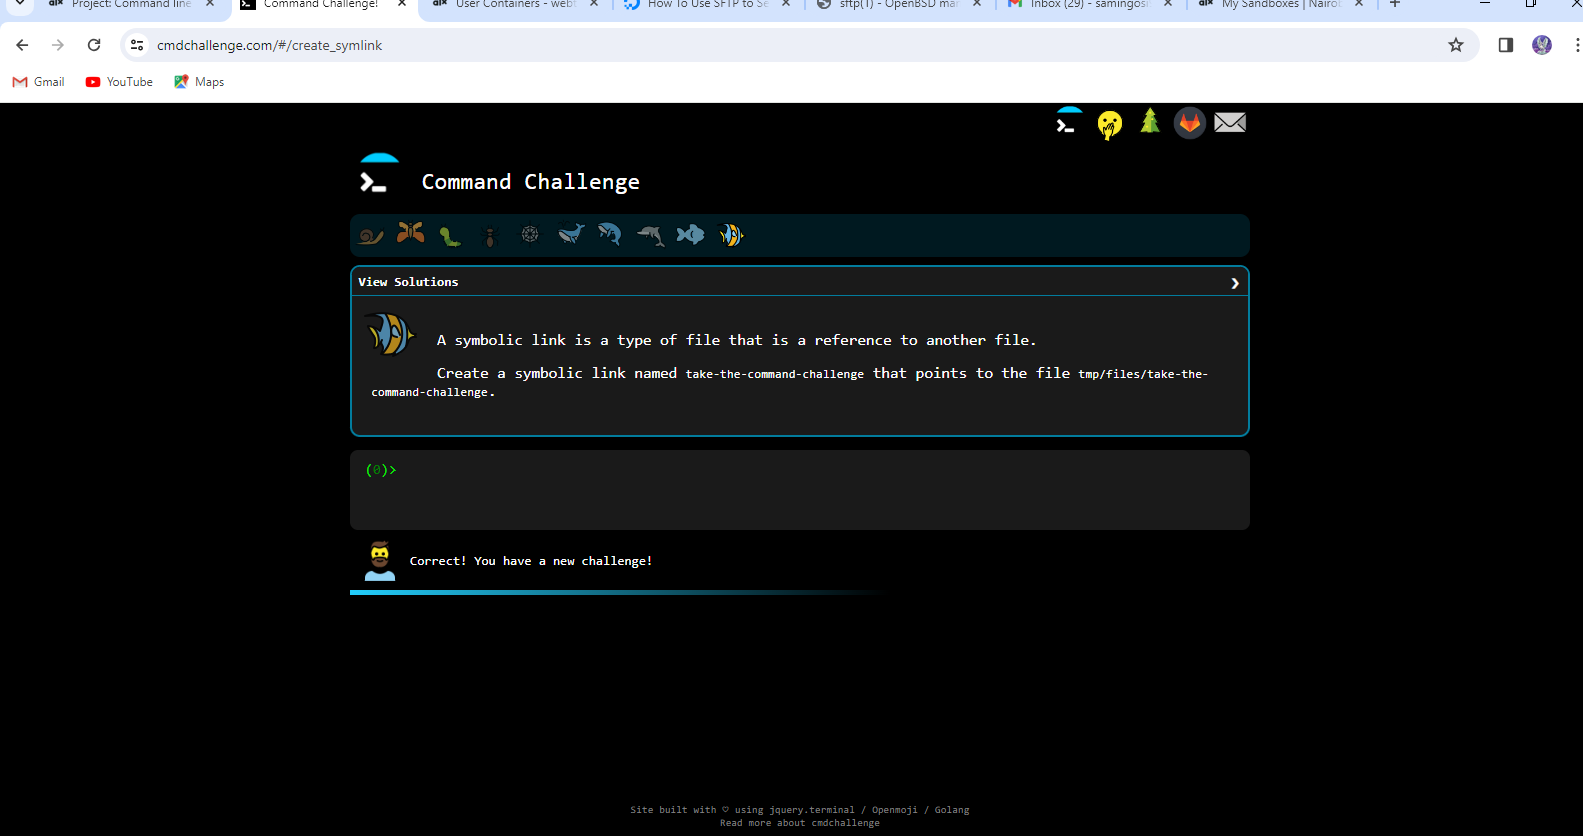 Project: Command line
Command Challenge!
User Containers - webt
How To Use SFTP to Se
sftp(1) - OpenBSD mar
Inbox (29) - samingos
My Sandboxes | Nairol
cmdchallenge.com/#/create_symlink
Gmail YouTube Maps
Command Challenge
View Solutions
A symbolic link is a type of file that is a reference to another file.
Create a symbolic link named take-the-command-challenge that points to the file tmp/files/take-the-
command-challenge.
(0)>
Correct! You have a new challenge!
Site built with ♡ using jquery.terminal / Openmoji / Golang
Read more about cmdchallenge